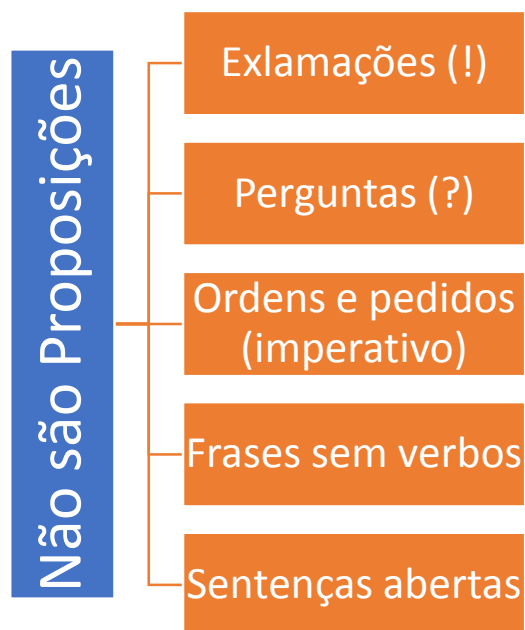 Não são Proposições
Exlamações (!)
Perguntas (?)
Ordens e pedidos
(imperativo)
Frases sem verbos
Sentenças abertas